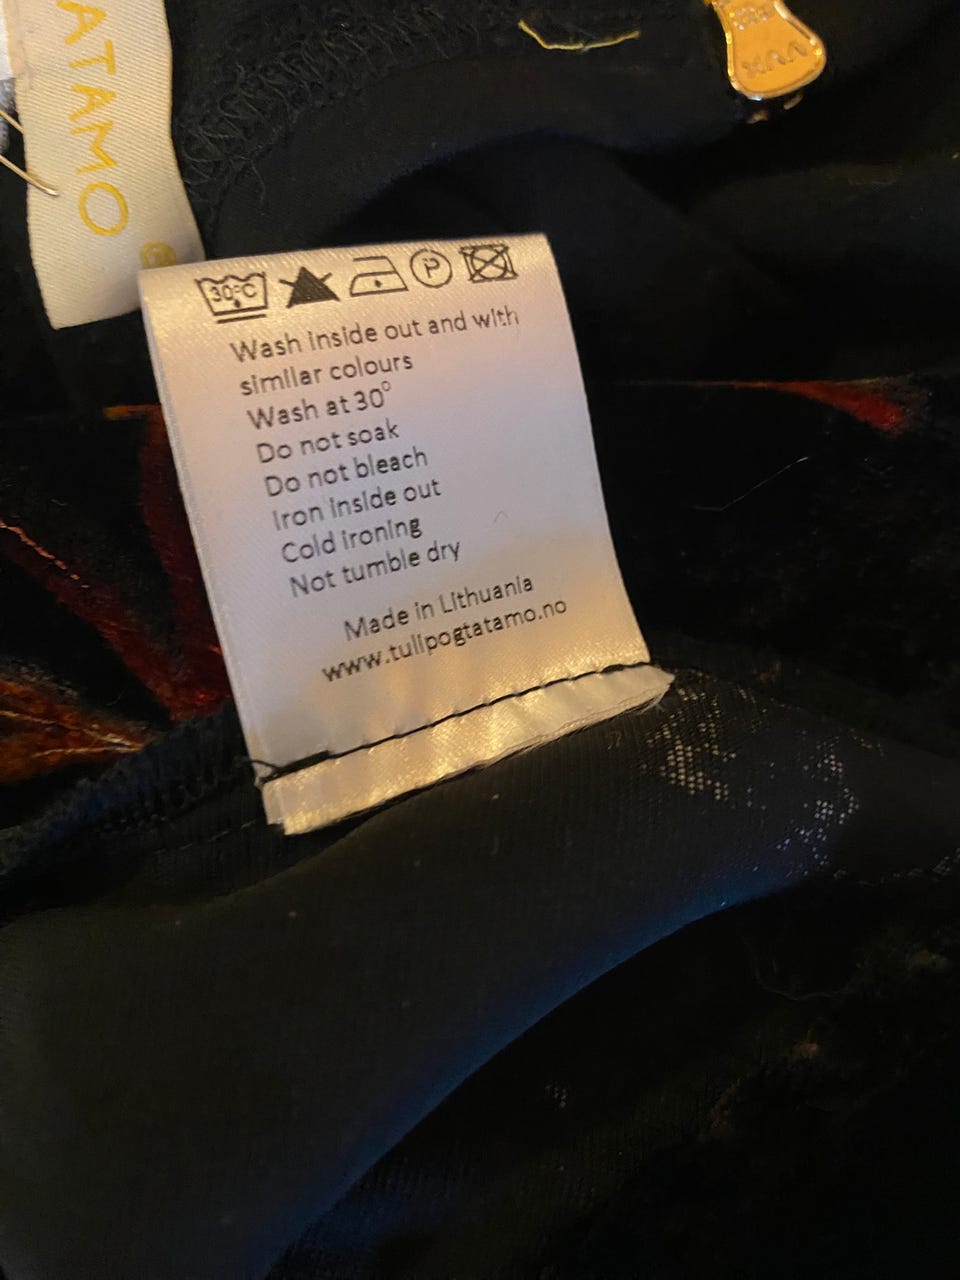 ATAMO
30°C
P
Wash inside out and with
similar colours
Wash at 30°
Do not soak
Do not bleach
Iron inside out
Cold ironing
Not tumble dry
Made in Lithuania
www.tullpogtatamo.no